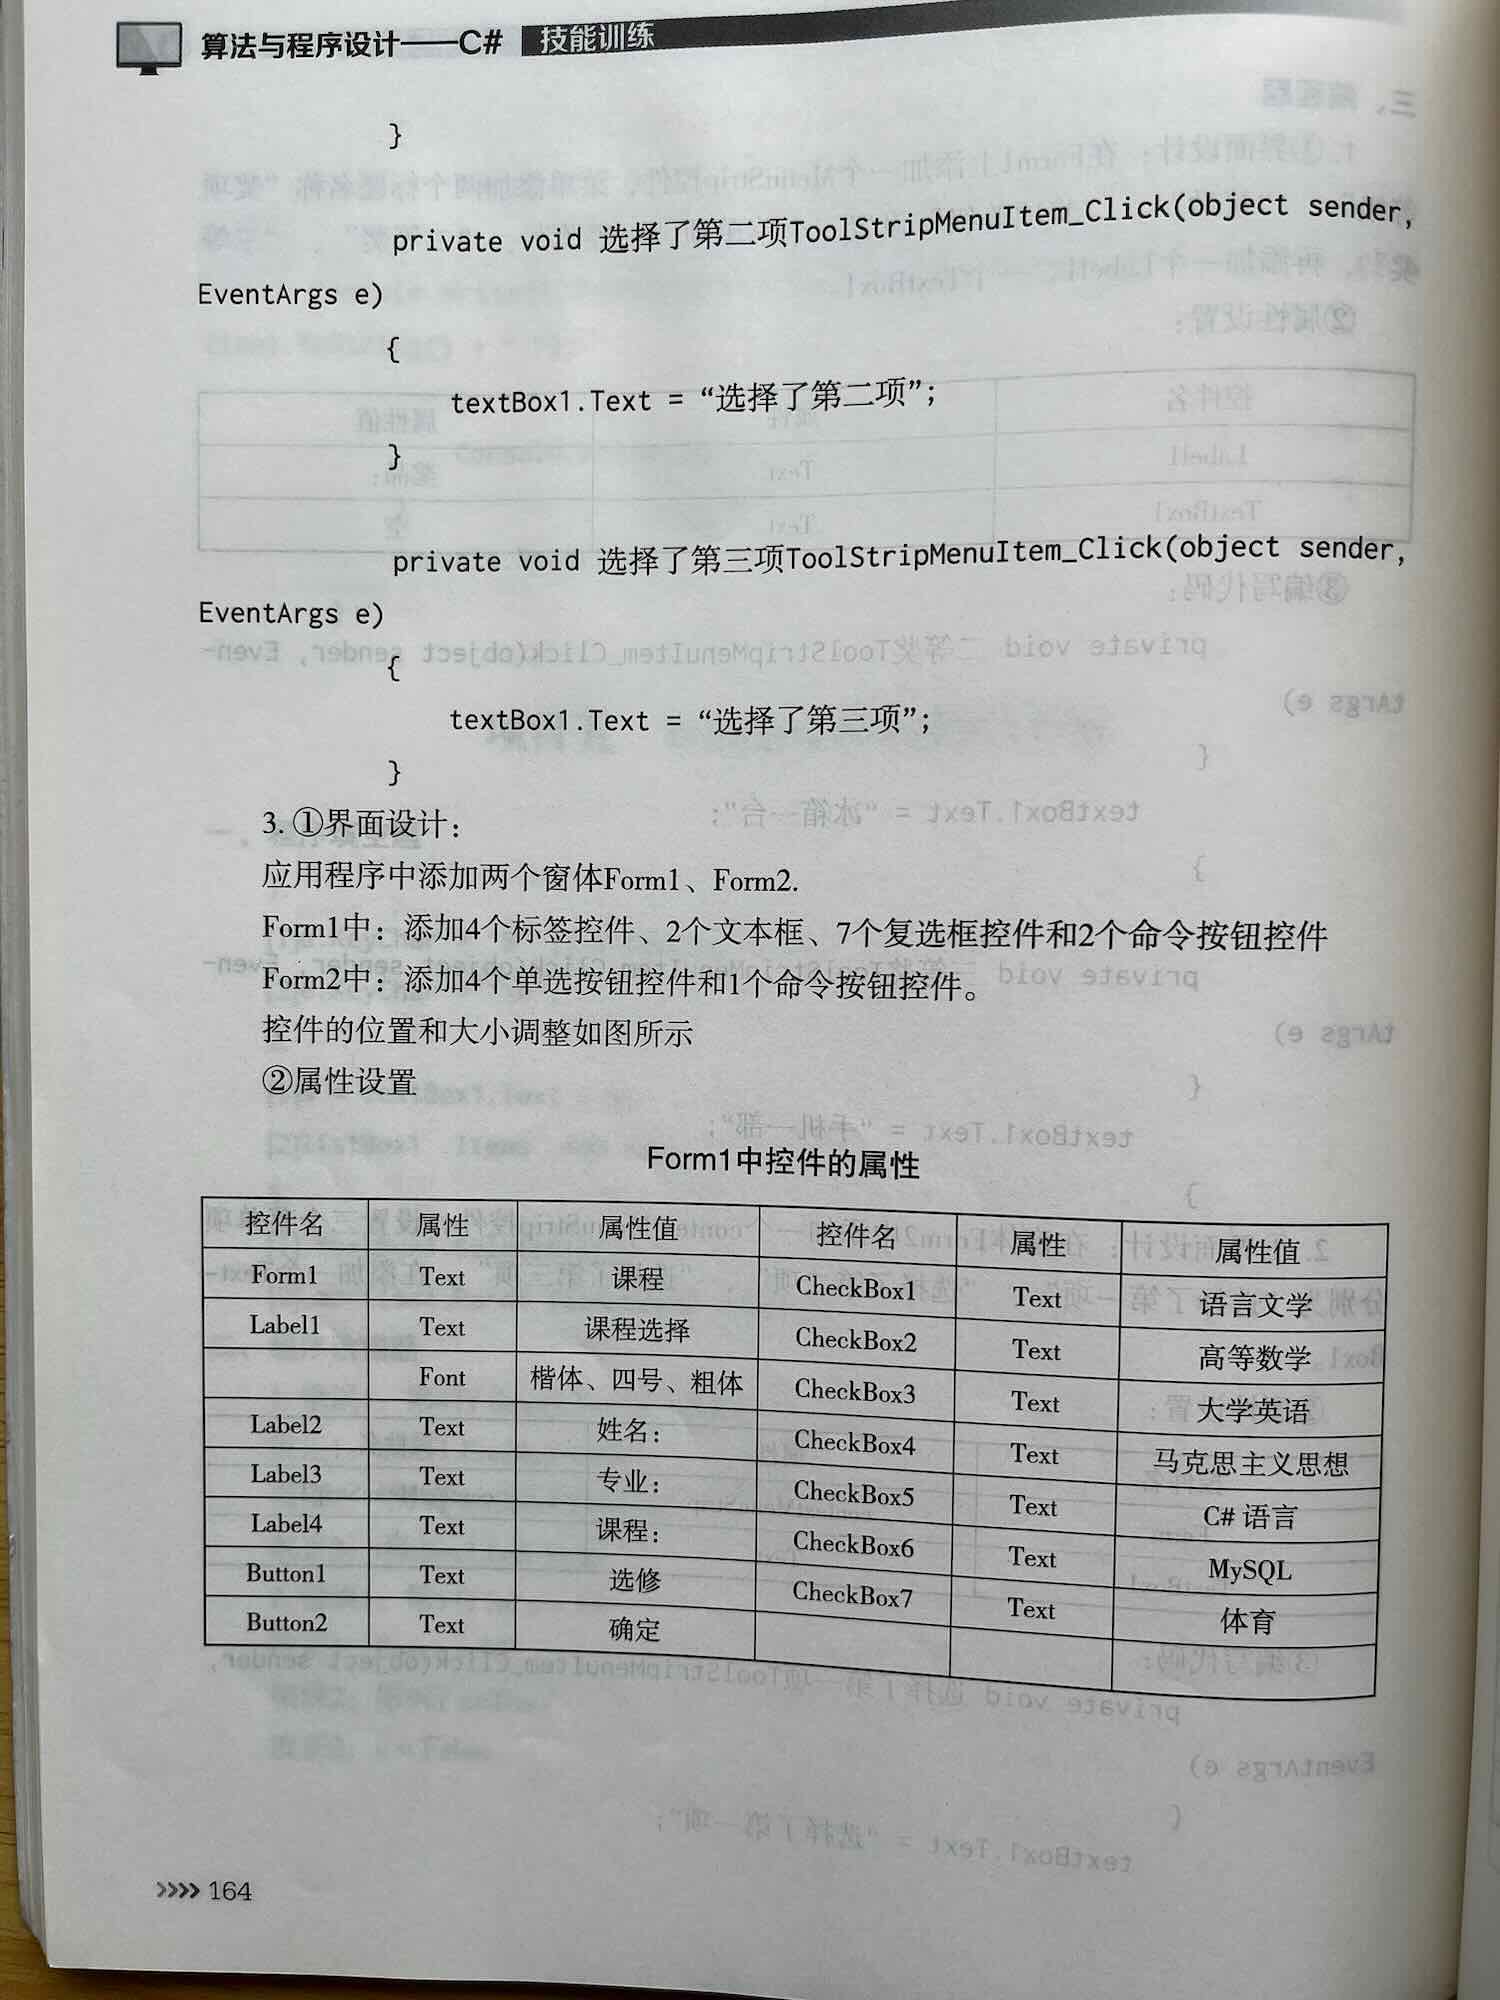 算法与程序设计——C# 技能训练
}
private void 选择了第二项ToolStripMenuItem_Click(object sender,
EventArgs e)
{
textBox1.Text = “选择了第二项”;
}
private void 选择了第三项ToolStripMenuItem_Click(object sender,
EventArgs e)
{
textBox1.Text = “选择了第三项”;
}
3. ①界面设计：
应用程序中添加两个窗体Form1、Form2.
Form1中：添加4个标签控件、2个文本框、7个复选框控件和2个命令按钮控件
Form2中：添加4个单选按钮控件和1个命令按钮控件。
控件的位置和大小调整如图所示
②属性设置
Form1中控件的属性
控件名 属性 属性值 控件名 属性 属性值
Form1 Text 课程 CheckBox1 Text 语言文学
Label1 Text 课程选择 CheckBox2 Text 高等数学
Font 楷体、四号、粗体 CheckBox3 Text 大学英语
Label2 Text 姓名： CheckBox4 Text 马克思主义思想
Label3 Text 专业： CheckBox5 Text C# 语言
Label4 Text 课程： CheckBox6 Text MySQL
Button1 Text 选修 CheckBox7 Text 体育
Button2 Text 确定
>>>> 164